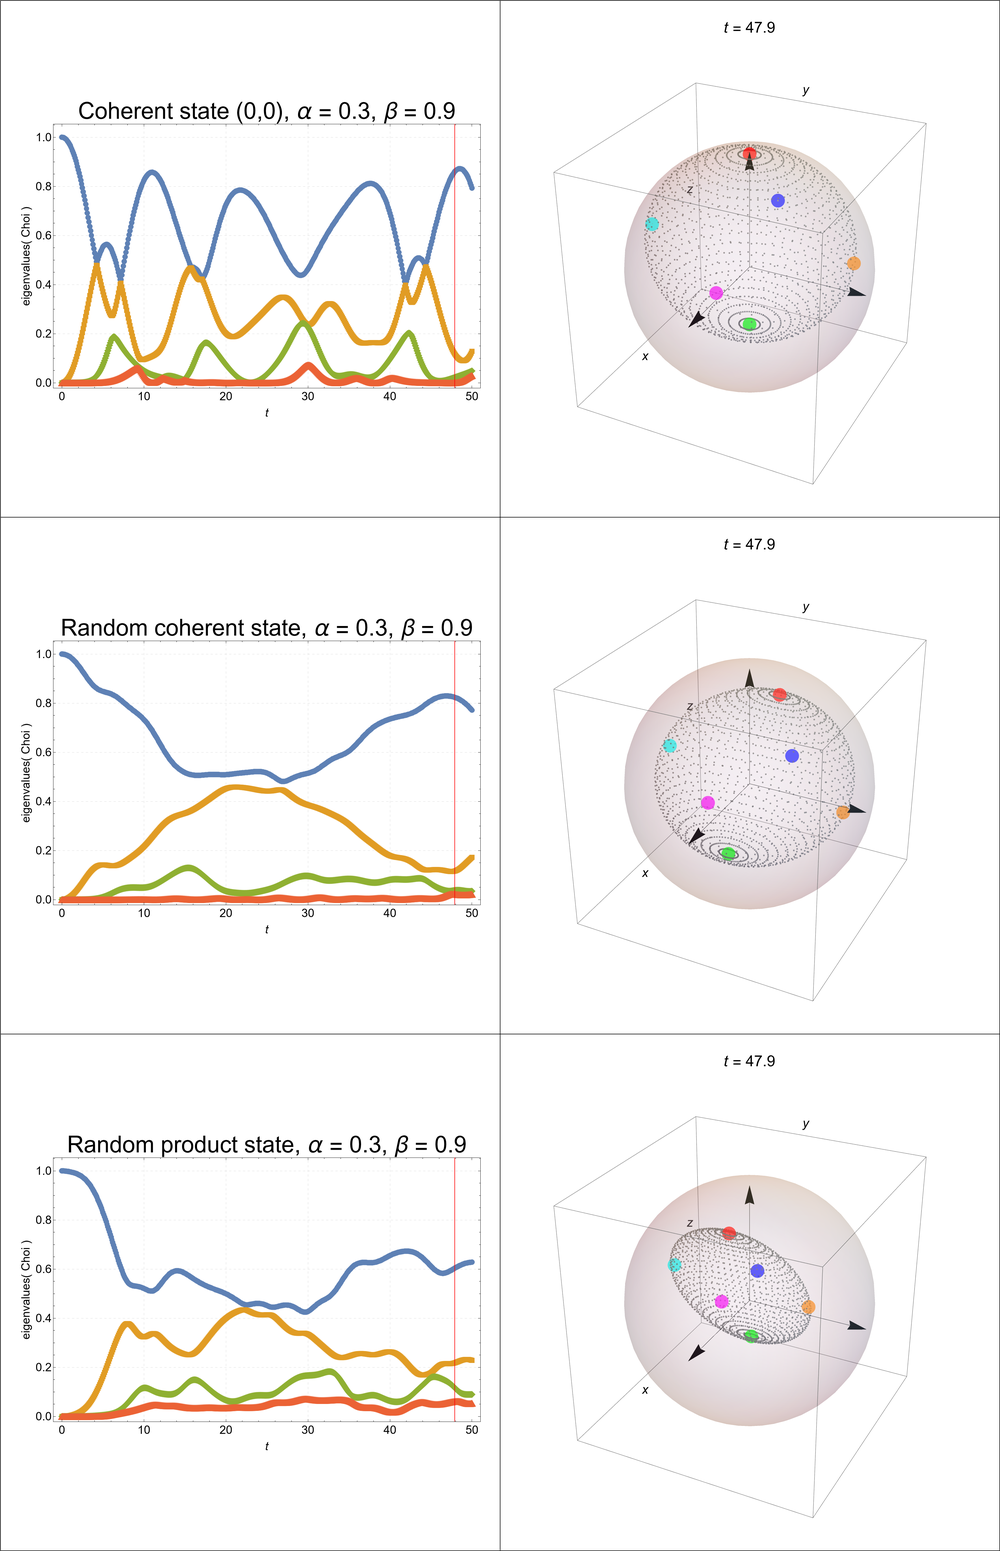 Coherent state (0,0), α = 0.3, β = 0.9
eigenvalues( Choi )
1.0
0.8
0.6
0.4
0.2
0.0
0 10 20 30 40 50
t
t = 47.9
y
z
x
Random coherent state, α = 0.3, β = 0.9
eigenvalues( Choi )
1.0
0.8
0.6
0.4
0.2
0.0
0 10 20 30 40 50
t
t = 47.9
y
z
x
Random product state, α = 0.3, β = 0.9
eigenvalues( Choi )
1.0
0.8
0.6
0.4
0.2
0.0
0 10 20 30 40 50
t
t = 47.9
y
z
x